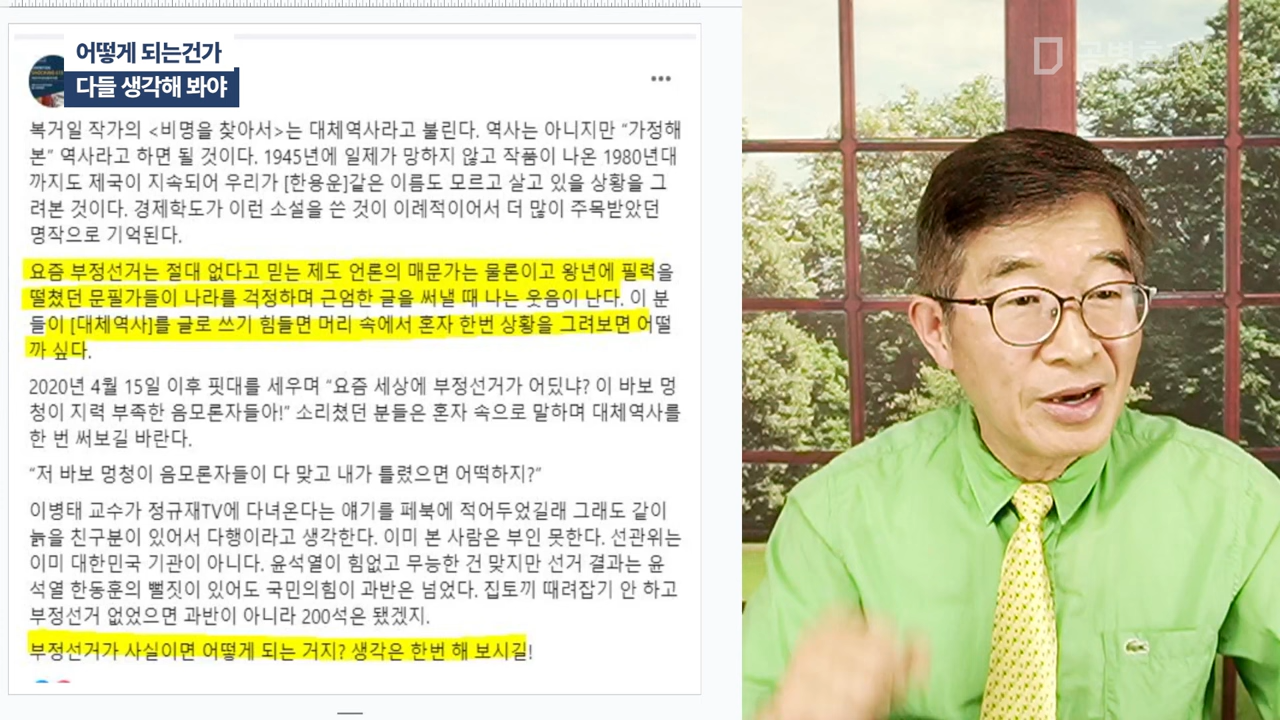 어떻게 되는건가
다들 생각해 봐야
복거일 작가의 <비명을 찾아서>는 대체역사라고 불린다. 역사는 아니지만 “가정해
본” 역사라고 하면 될 것이다. 1945년에 일제가 망하지 않고 작품이 나온 1980년대
까지도 제국이 지속되어 우리가 [한용운]같은 이름도 모르고 살고 있을 상황을 그
려본 것이다. 경제학도가 이런 소설을 쓴 것이 이례적이어서 더 많이 주목받았던
명작으로 기억된다.
요즘 부정선거는 절대 없다고 믿는 제도 언론의 매문가는 물론이고 왕년에 필력을
떨쳤던 문필가들이 나라를 걱정하며 근엄한 글을 써낼 때 나는 웃음이 난다. 이 분
들이 [대체역사]를 글로 쓰기 힘들면 머리 속에서 혼자 한번 상황을 그려보면 어떨
까 싶다.
2020년 4월 15일 이후 핏대를 세우며 “요즘 세상에 부정선거가 어딨냐? 이 바보 멍
청이 지력 부족한 음모론자들아!” 소리쳤던 분들은 혼자 속으로 말하며 대체역사를
한 번 써보길 바란다.
“저 바보 멍청이 음모론자들이 다 맞고 내가 틀렸으면 어떡하지?”
이병태 교수가 정규재TV에 다녀온다는 얘기를 페북에 적어두었길래 그래도 같이
늙을 친구분이 있어서 다행이라고 생각한다. 이미 본 사람은 부인 못한다. 선관위는
이미 대한민국 기관이 아니다. 윤석열이 힘없고 무능한 건 맞지만 선거 결과는 윤
석열 한동훈의 뻘짓이 있어도 국민의힘이 과반은 넘었다. 집토끼 때려잡기 안 하고
부정선거 없었으면 과반이 아니라 200석은 됐겠지.
부정선거가 사실이면 어떻게 되는 거지? 생각은 한번 해 보시길!